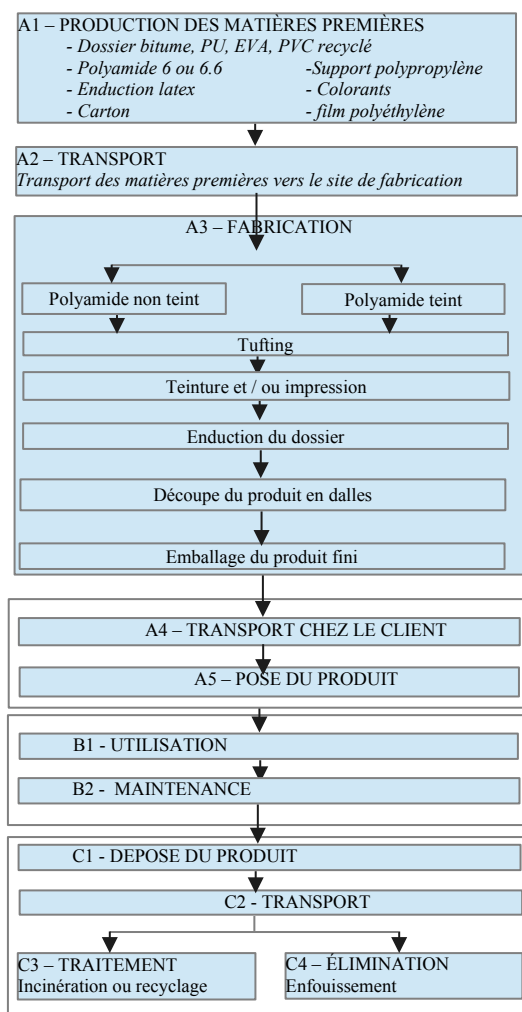 A1 – PRODUCTION DES MATIÈRES PREMIÈRES
- Dossier bitume, PU, EVA, PVC recyclé
- Polyamide 6 ou 6.6 -Support polypropylène
- Enduction latex - Colorants
- Carton - film polyéthylène
A2 – TRANSPORT
Transport des matières premières vers le site de fabrication
A3 – FABRICATION
Polyamide non teint Polyamide teint
Tufting
Teinture et / ou impression
Enduction du dossier
Découpe du produit en dalles
Emballage du produit fini
A4 – TRANSPORT CHEZ LE CLIENT
A5 – POSE DU PRODUIT
B1 - UTILISATION
B2 - MAINTENANCE
C1 - DEPOSE DU PRODUIT
C2 - TRANSPORT
C3 – TRAITEMENT
Incinération ou recyclage
C4 – ÉLIMINATION
Enfouissement